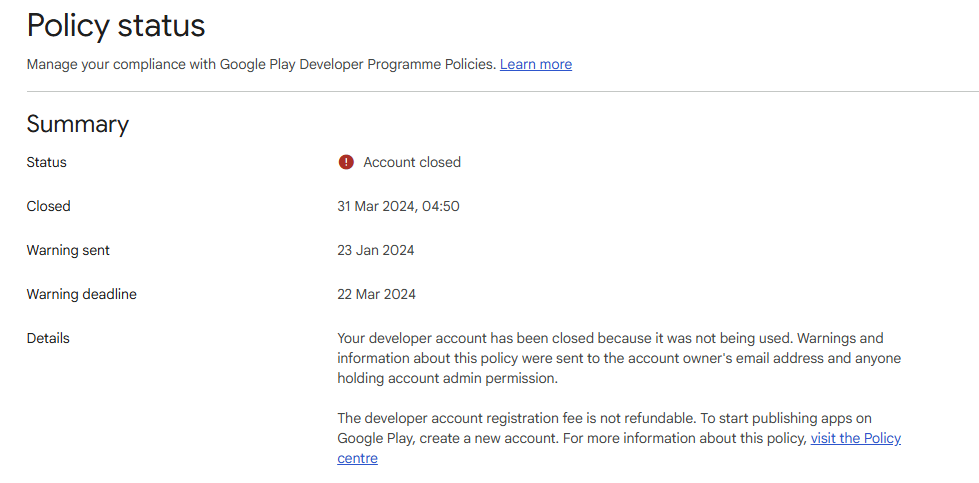 Policy status
Manage your compliance with Google Play Developer Programme Policies. Learn more
Summary
Status
Account closed
Closed
31 Mar 2024, 04:50
Warning sent
23 Jan 2024
Warning deadline
22 Mar 2024
Details
Your developer account has been closed because it was not being used. Warnings and
information about this policy were sent to the account owner's email address and anyone
holding account admin permission.
The developer account registration fee is not refundable. To start publishing apps on
Google Play, create a new account. For more information about this policy, visit the Policy
centre